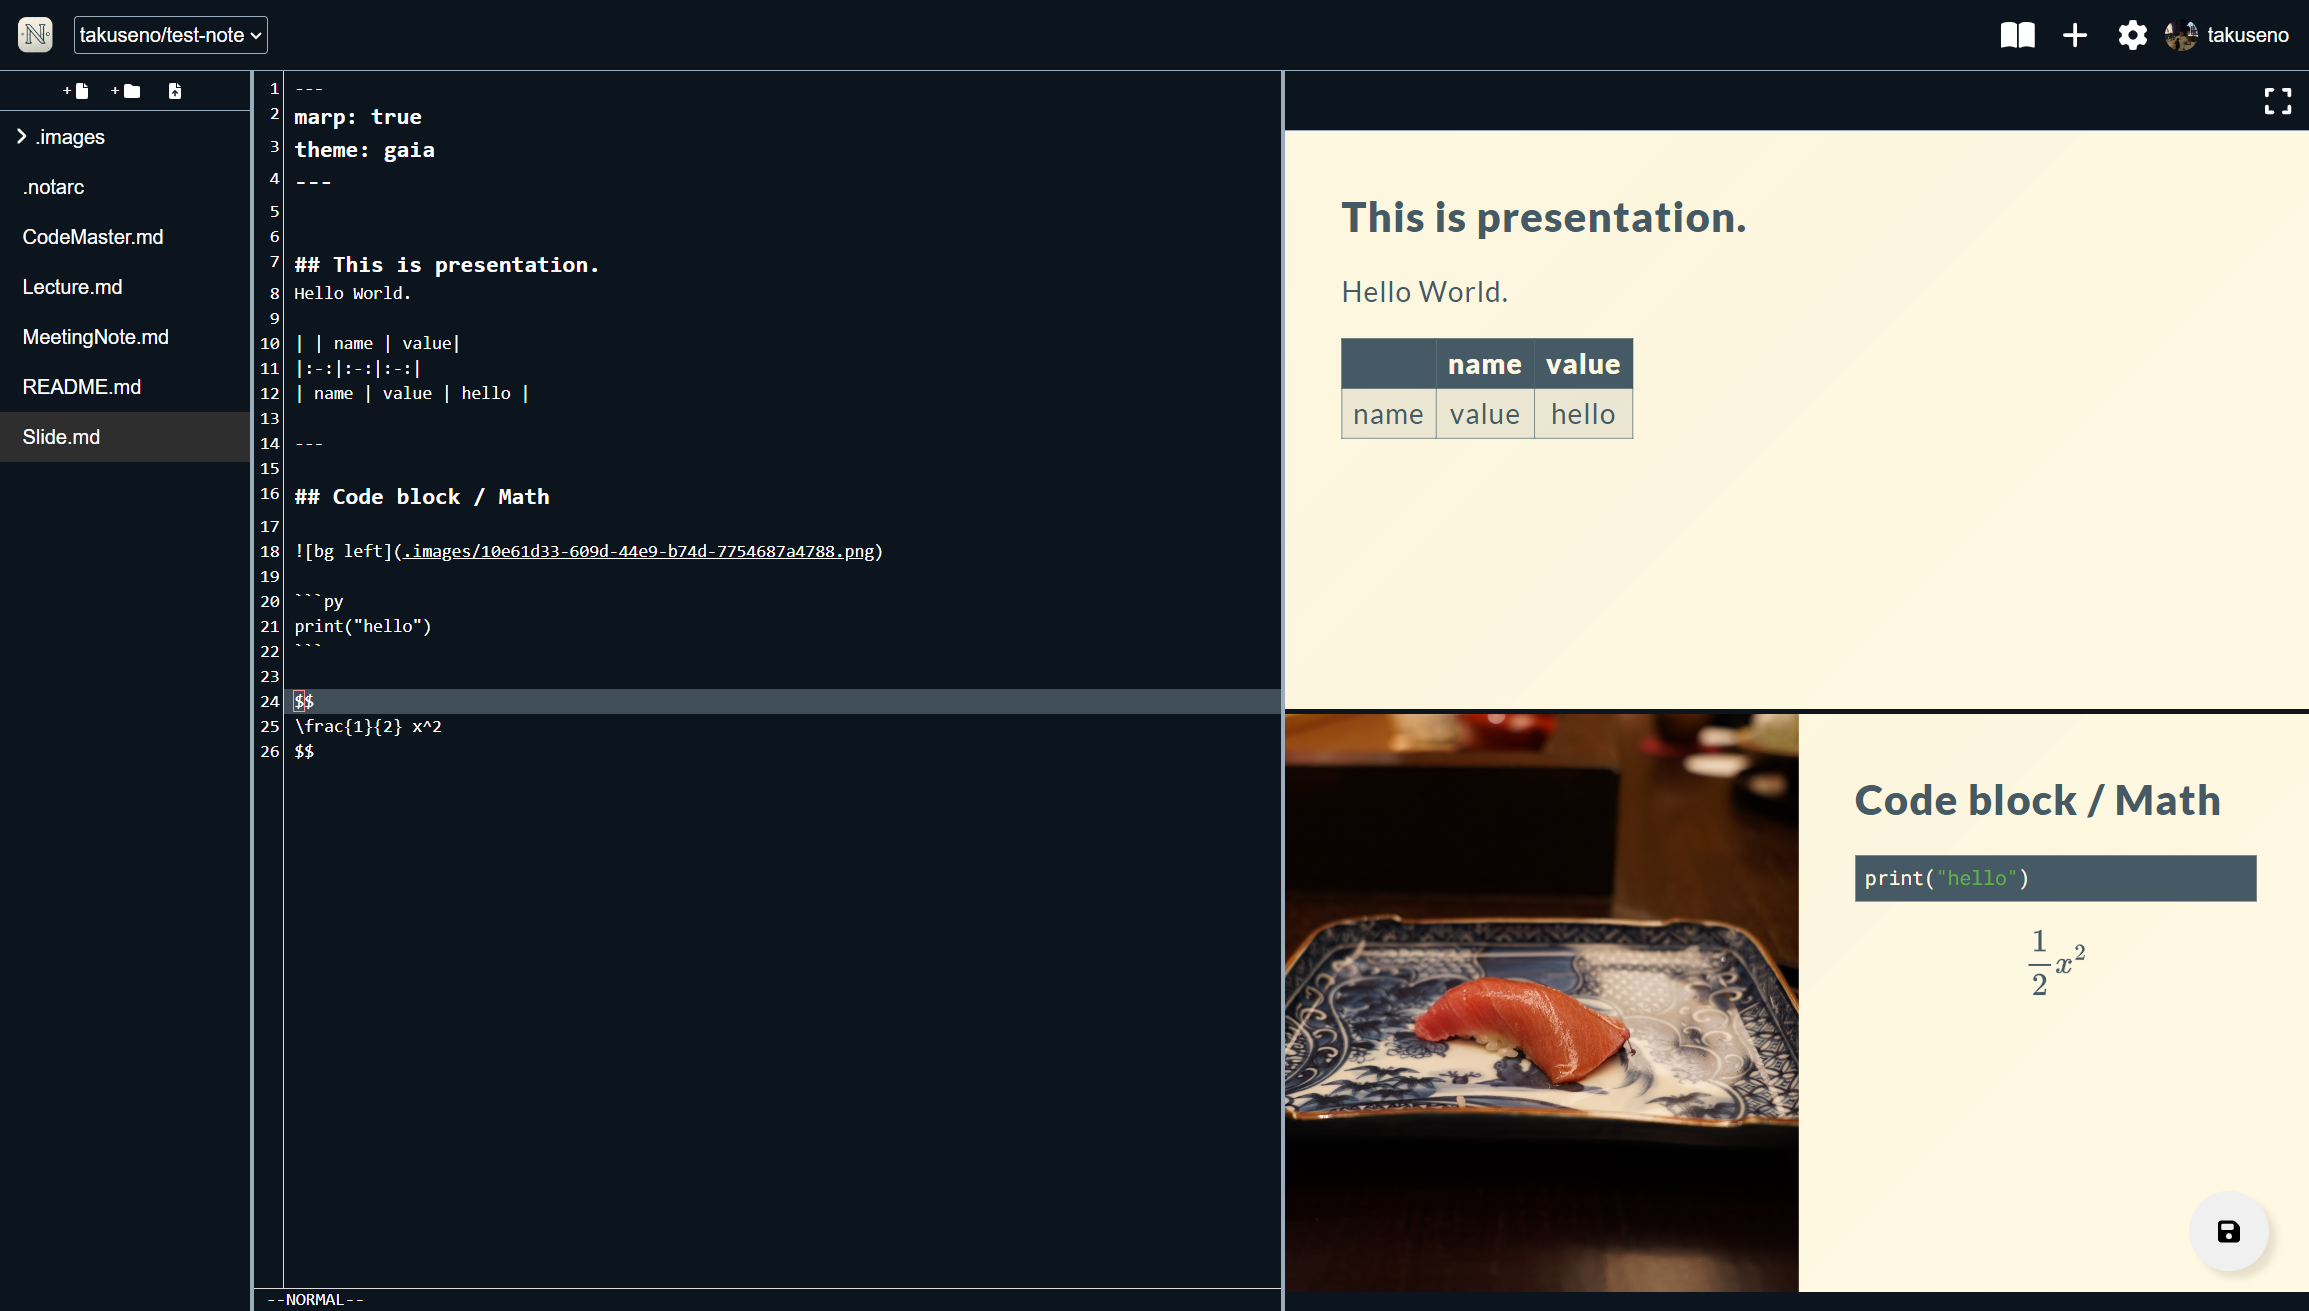 N
takuseno/test-note
takuseno
+
+
.images
.notarc
CodeMaster.md
Lecture.md
MeetingNote.md
README.md
Slide.md
1 ---
2 marp: true
3 theme: gaia
4 ---
5
6
7 ## This is presentation.
8 Hello World.
9
10 | | name | value|
11 |:-:|:-:|:-:|
12 | name | value | hello |
13
14 ---
15
16 ## Code block / Math
17
18 ![bg left](.images/10e61d33-609d-44e9-b74d-7754687a4788.png)
19
20 ```py
21 print("hello")
22 ```
23
24 $$
25 \frac{1}{2} x^2
26 $$
--NORMAL--
This is presentation.
Hello World.
name value
name value hello
Code block / Math
print("hello")
1
2 x²